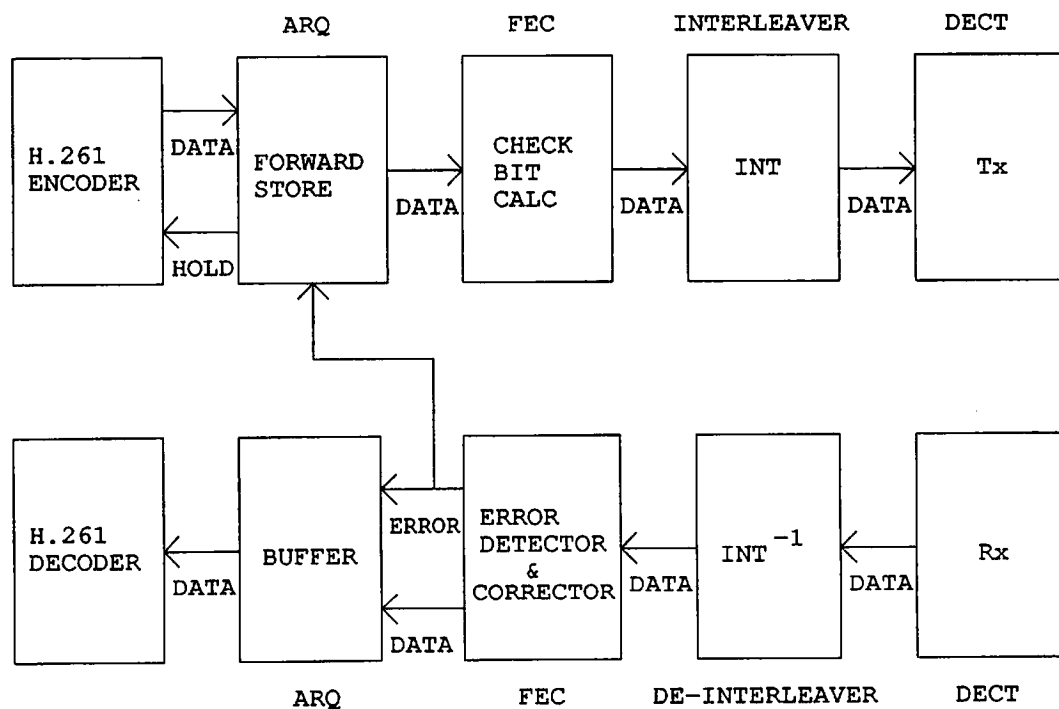 ARQ
FEC
INTERLEAVER
DECT
H.261
ENCODER
DATA
HOLD
FORWARD
STORE
DATA
CHECK
BIT
CALC
DATA
INT
DATA
Tx
H.261
DECODER
DATA
BUFFER
ERROR
DATA
ERROR
DETECTOR
&
CORRECTOR
DATA
INT⁻¹
DATA
Rx
ARQ
FEC
DE-INTERLEAVER
DECT